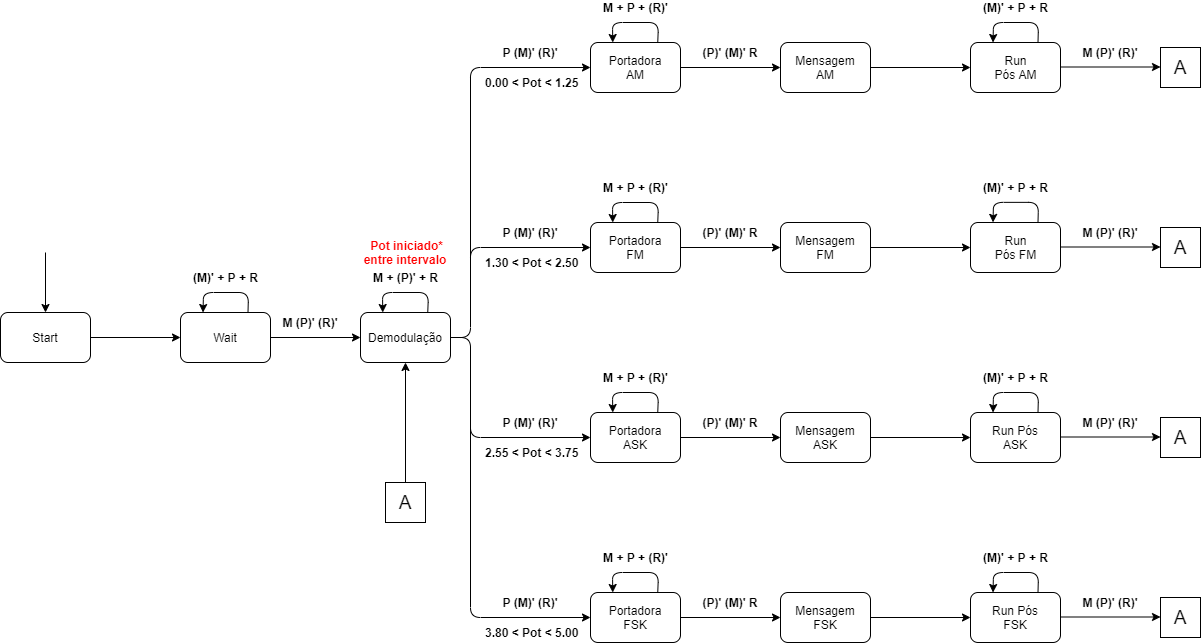 M + P + (R)'
(M)' + P + R
P (M)' (R)'
Portadora
AM
(P)' (M)' R
Mensagem
AM
Run
Pós AM
M (P)' (R)'
A
0.00 < Pot < 1.25
M + P + (R)'
(M)' + P + R
P (M)' (R)'
Portadora
FM
(P)' (M)' R
Mensagem
FM
Run
Pós FM
M (P)' (R)'
A
1.30 < Pot < 2.50
Pot iniciado*
entre intervalo
(M)' + P + R
M + (P)' + R
Start
Wait
M (P)' (R)'
Demodulação
M + P + (R)'
(M)' + P + R
P (M)' (R)'
Portadora
ASK
(P)' (M)' R
Mensagem
ASK
Run Pós
ASK
M (P)' (R)'
A
2.55 < Pot < 3.75
A
M + P + (R)'
(M)' + P + R
P (M)' (R)'
Portadora
FSK
(P)' (M)' R
Mensagem
FSK
Run Pós
FSK
M (P)' (R)'
A
3.80 < Pot < 5.00